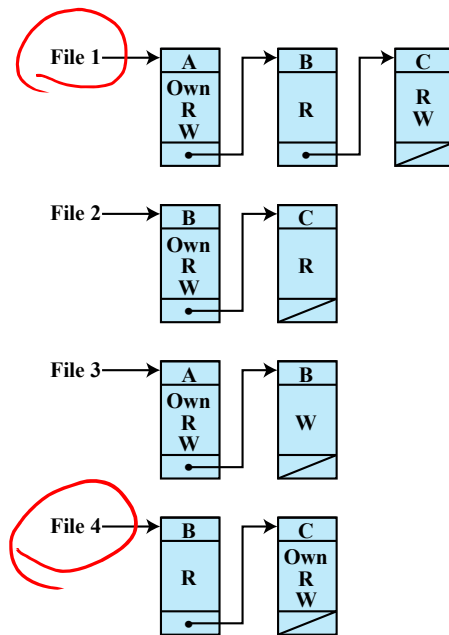 File 1 A B C
Own R R
R W
W
File 2 B C
Own R
R
W
File 3 A B
Own W
R
W
File 4 B C
R Own
R
W